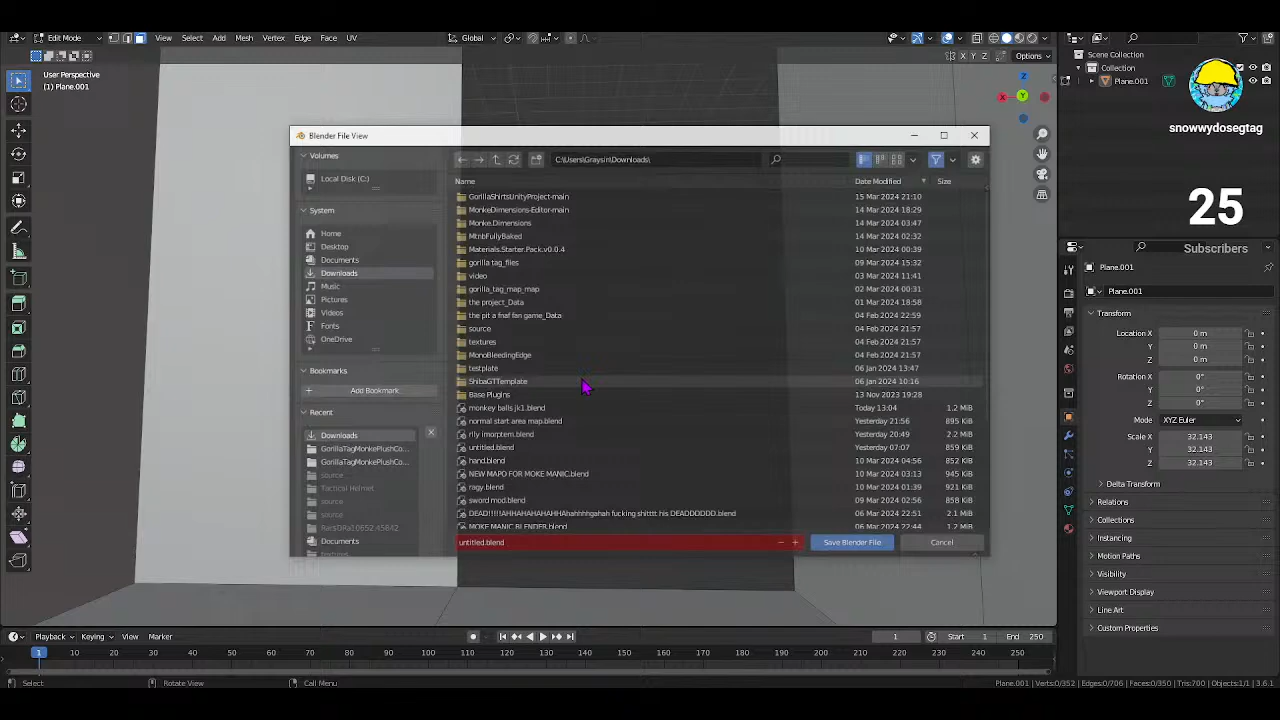 Edit Mode View Select Add Mesh Vertex Edge Face UV Global
X Y Z Options
User Perspective
(1) Plane.001
Z
Y
X
Scene Collection
Collection
Plane.001
snowwydosegtag
25
Subscribers
Blender File View
Volumes
Local Disk (C:)
System
Home
Desktop
Documents
Downloads
Music
Pictures
Videos
Fonts
OneDrive
Bookmarks
Add Bookmark
Recent
Downloads
GorillaTagMonkePlushCo...
GorillaTagMonkePlushCo...
source
Tactical Helmet
source
source
Documents
textures
C:\Users\Graysin\Downloads\
Name Date Modified Size
GorillaShirtsUnityProject-main 15 Mar 2024 21:10
MonkeDimensions-Editor-main 14 Mar 2024 18:29
Monke.Dimensions 14 Mar 2024 03:47
MtnbFullyBaked 14 Mar 2024 02:32
Materials.Starter.Pack.v0.0.4 10 Mar 2024 00:39
gorilla tag_files 09 Mar 2024 15:32
video 03 Mar 2024 11:41
gorilla_tag_map_map 02 Mar 2024 00:31
the project_Data 01 Mar 2024 18:58
the pit a fnaf fan game_Data 04 Feb 2024 22:09
source 04 Feb 2024 21:57
textures 04 Feb 2024 21:57
MonoBleedingEdge 04 Feb 2024 21:57
testplate 06 Jan 2024 13:47
ShibaGTTemplate 06 Jan 2024 10:16
Base Plugins 13 Nov 2023 19:28
monkey balls jk1.blend Today 13:04 1.2 MiB
normal start area map.blend Yesterday 21:56 895 KiB
rlly imorptem.blend Yesterday 20:49 2.2 MiB
untitled.blend Yesterday 07:07 859 KiB
hand.blend 10 Mar 2024 04:56 852 KiB
NEW MAPO FOR MOKE MANIC.blend 10 Mar 2024 03:13 945 KiB
ragy.blend 10 Mar 2024 01:39 921 KiB
sword mod.blend 09 Mar 2024 02:56 858 KiB
DEAD!!!!AHHAHAHAHAHHAhahhhhgahah fucking shitttt his DEADDDDDD.blend 06 Mar 2024 22:51 2.1 MiB
MOKE MANIC BLENDER.blend 06 Mar 2024 22:44 1.2 MiB
untitled.blend
Save Blender File
Cancel
Plane.001
Plane.001
Transform
Location X 0 m
Y 0 m
Z 0 m
Rotation X 0°
Y 0°
Z 0°
Mode XYZ Euler
Scale X 32.143
Y 32.143
Z 32.143
Delta Transform
Relations
Collections
Instancing
Motion Paths
Visibility
Viewport Display
Line Art
Custom Properties
Playback Keying View Marker
1 Start 1 End 250
1 10 20 30 40 50 60 70 80 90 100 110 120 130 140 150 160 170 180 190 200 210 220 230 240 250
Select Rotate View Call Menu
Plane.001 | Verts:0/352 | Edges:0/706 | Faces:0/350 | Tris:700 | Objects:1/1 | 3.6.1